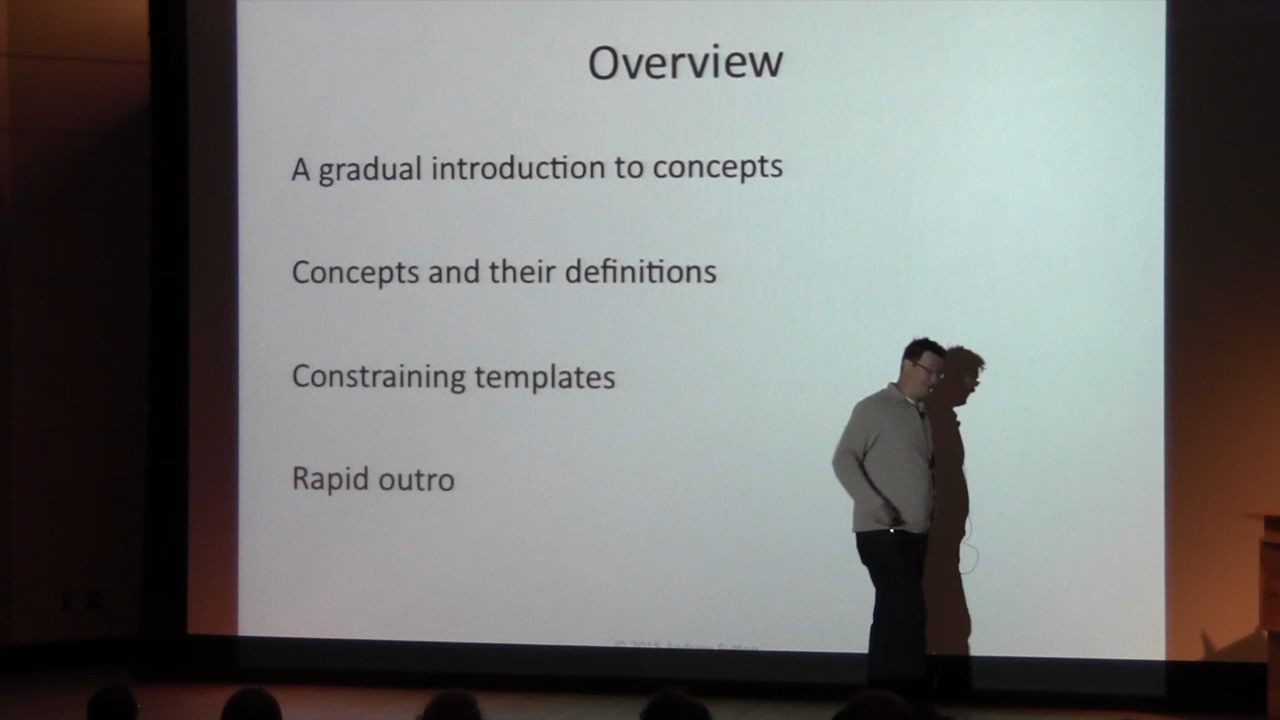 Overview
A gradual introduction to concepts
Concepts and their definitions
Constraining templates
Rapid outro